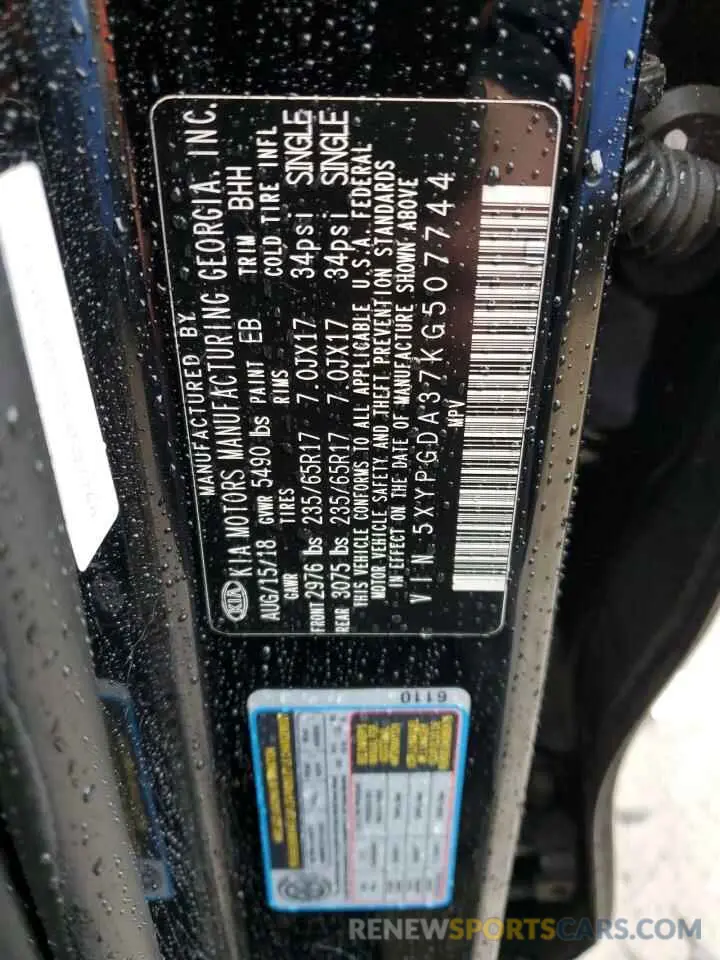 MANUFACTURED BY
KIA KIA MOTORS MANUFACTURING GEORGIA, INC.
AUG/15/18 GVWR 5490 lbs PAINT EB TRIM BHH
GAWR TIRES RIMS COLD TIRE INFL
FRONT 2976 lbs 235/65R17 7.0JX17 34psi SINGLE
REAR 3075 lbs 235/65R17 7.0JX17 34psi SINGLE
THIS VEHICLE CONFORMS TO ALL APPLICABLE U.S.A. FEDERAL
MOTOR VEHICLE SAFETY AND THEFT PREVENTION STANDARDS
IN EFFECT ON THE DATE OF MANUFACTURE SHOWN ABOVE
VIN 5XYPGDA37KG507744
MPV
6110
RENEWSPORTSCARS.COM